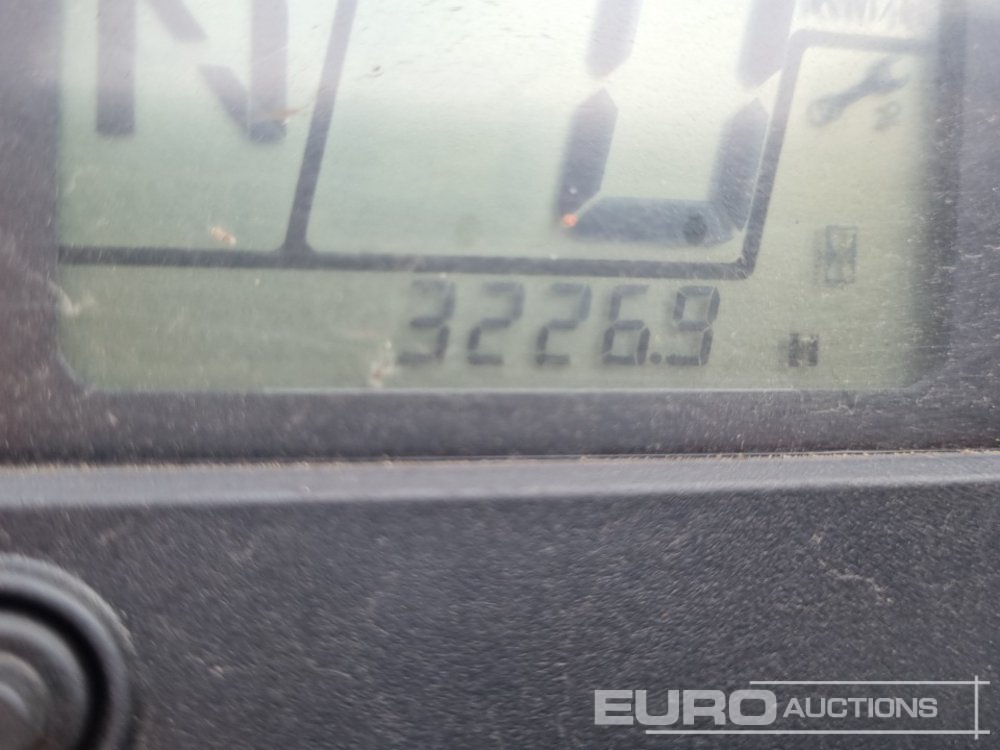 N 0
3226.9 H
EURO AUCTIONS